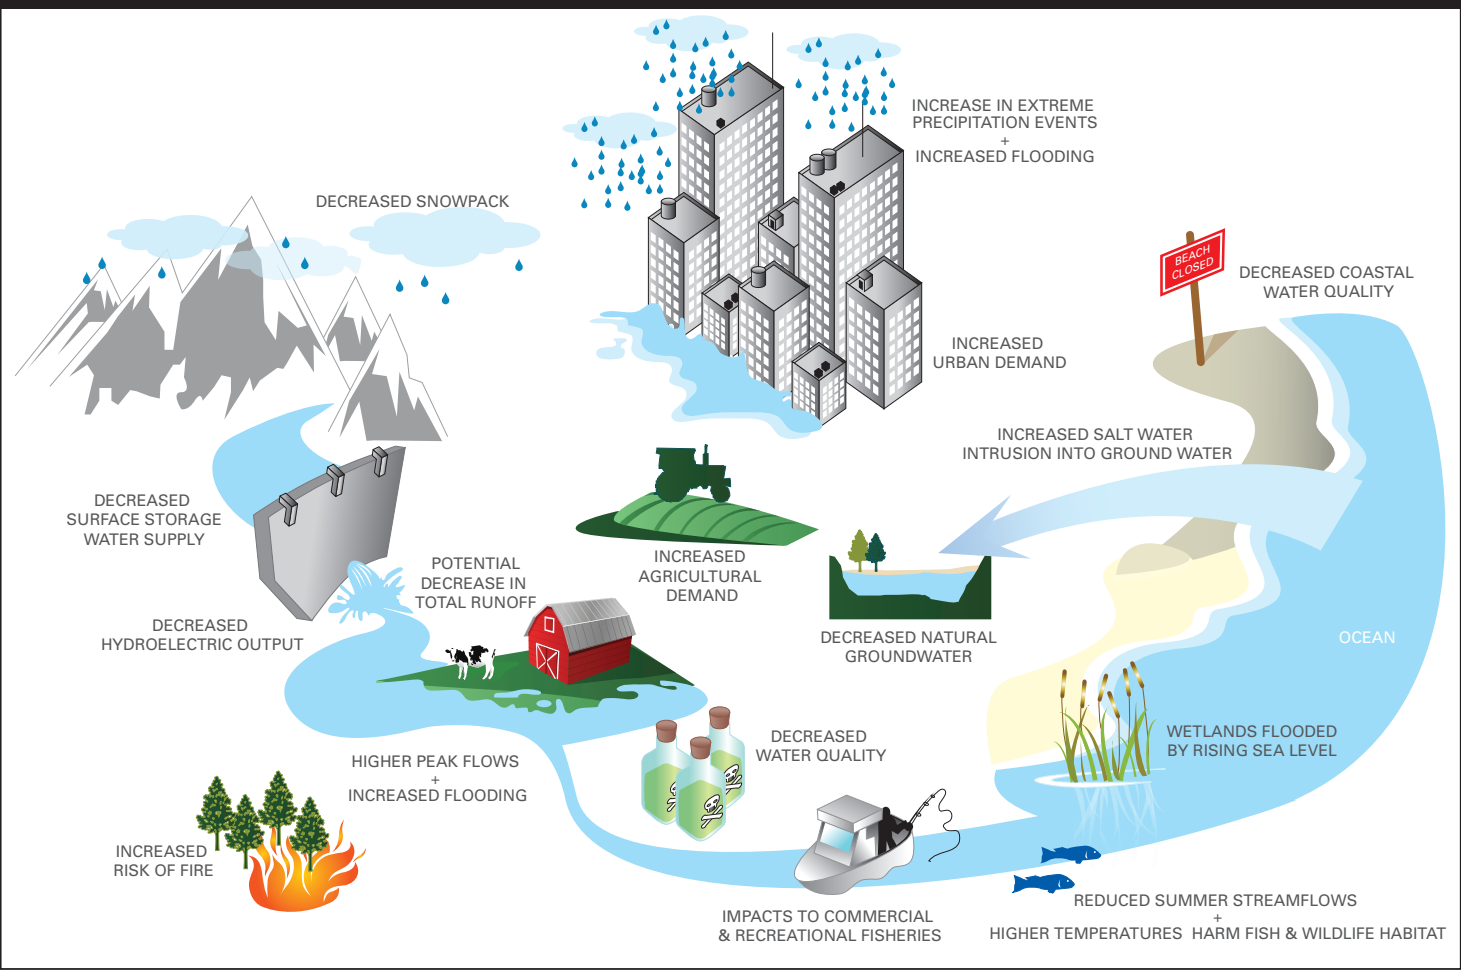 INCREASE IN EXTREME
PRECIPITATION EVENTS
+
INCREASED FLOODING
DECREASED SNOWPACK
BEACH
CLOSED
DECREASED COASTAL
WATER QUALITY
INCREASED
URBAN DEMAND
INCREASED SALT WATER
INTRUSION INTO GROUND WATER
DECREASED
SURFACE STORAGE
WATER SUPPLY
POTENTIAL
DECREASE IN
TOTAL RUNOFF
INCREASED
AGRICULTURAL
DEMAND
DECREASED
HYDROELECTRIC OUTPUT
DECREASED NATURAL
GROUNDWATER
OCEAN
WETLANDS FLOODED
BY RISING SEA LEVEL
DECREASED
WATER QUALITY
HIGHER PEAK FLOWS
+
INCREASED FLOODING
INCREASED
RISK OF FIRE
IMPACTS TO COMMERCIAL
& RECREATIONAL FISHERIES
REDUCED SUMMER STREAMFLOWS
+
HIGHER TEMPERATURES HARM FISH & WILDLIFE HABITAT